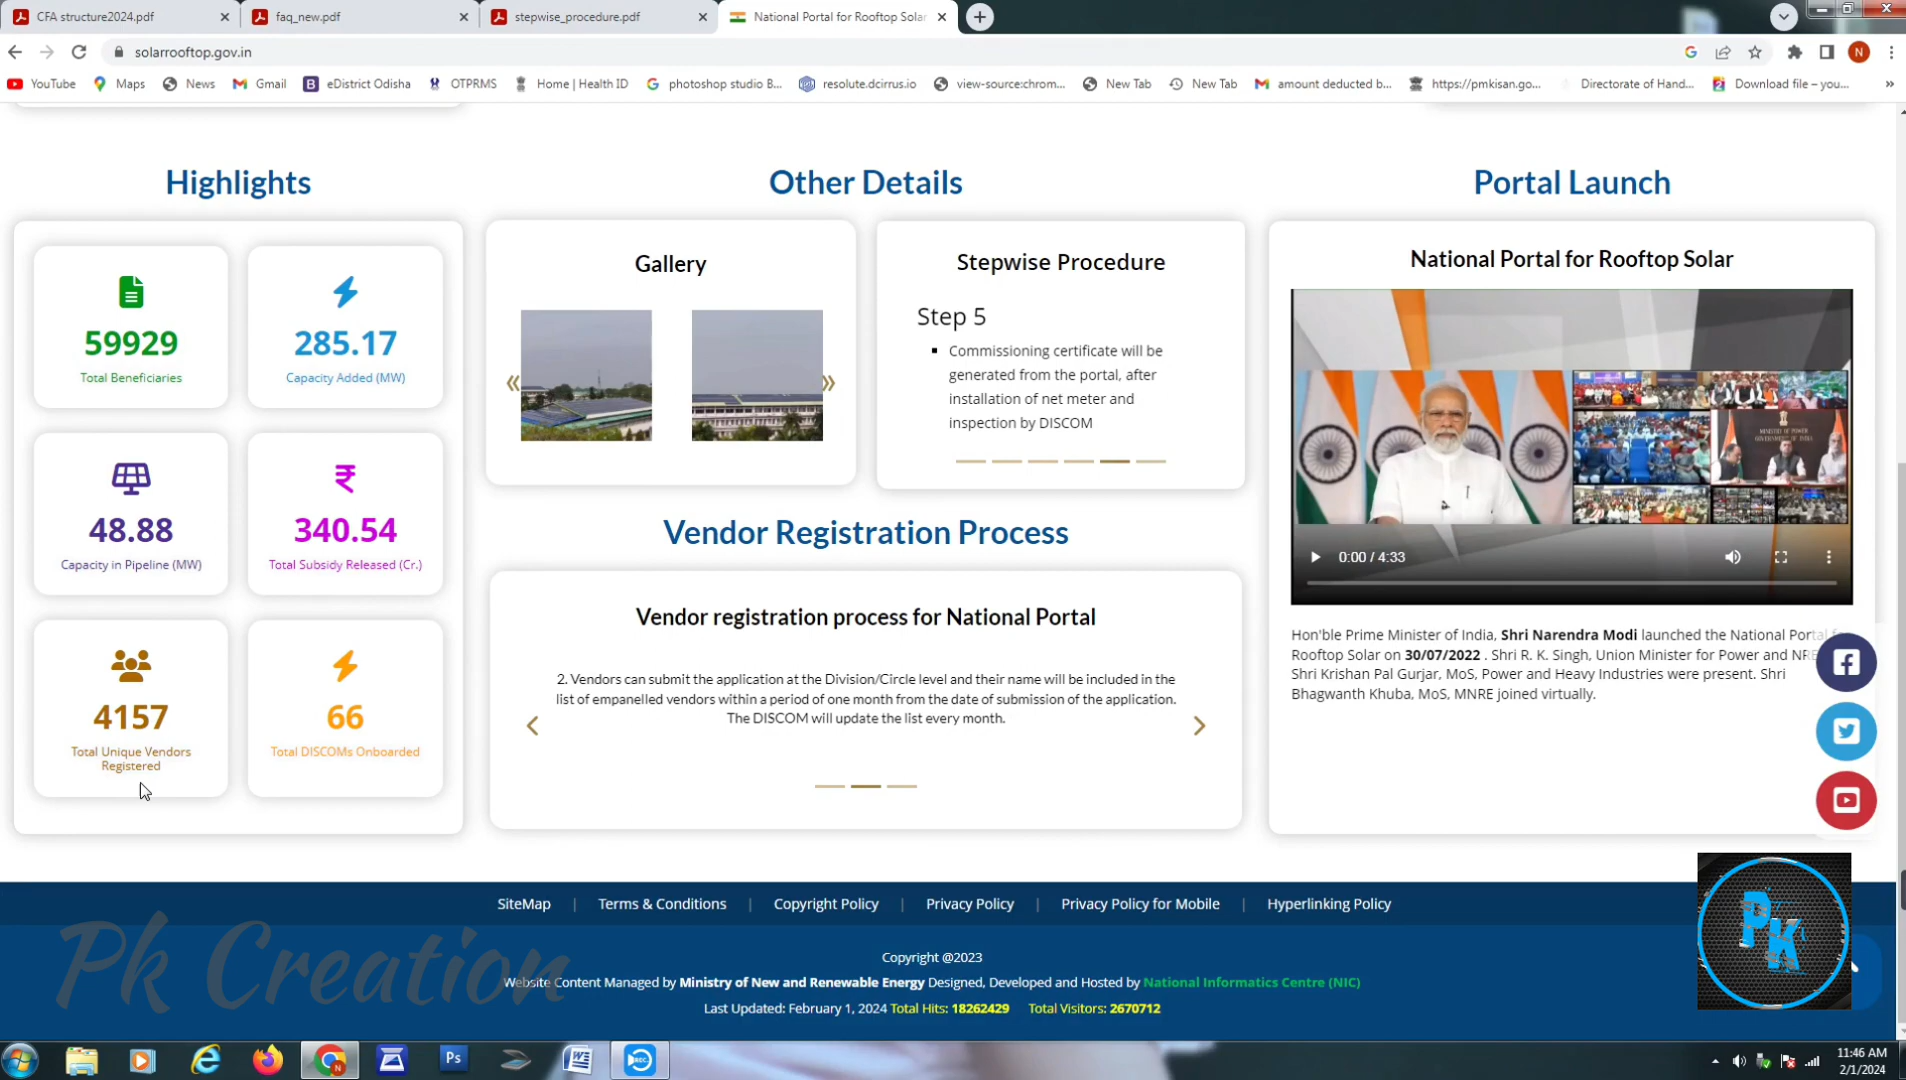 CFA structure2024.pdf
faq_new.pdf
stepwise_procedure.pdf
National Portal for Rooftop Solar
solarrooftop.gov.in
N
YouTube
Maps
News
Gmail
eDistrict Odisha
OTPRMS
Home | Health ID
photoshop studio B...
resolute.dcirrus.io
view-source:chrom...
New Tab
New Tab
amount deducted b...
https://pmkisan.go...
Directorate of Hand...
Download file – you...
Highlights
59929
Total Beneficiaries
285.17
Capacity Added (MW)
48.88
Capacity in Pipeline (MW)
₹
340.54
Total Subsidy Released (Cr.)
4157
Total Unique Vendors
Registered
66
Total DISCOMs Onboarded
Other Details
Gallery
Stepwise Procedure
Step 5
Commissioning certificate will be
generated from the portal, after
installation of net meter and
inspection by DISCOM
Vendor Registration Process
Vendor registration process for National Portal
2. Vendors can submit the application at the Division/Circle level and their name will be included in the
list of empanelled vendors within a period of one month from the date of submission of the application.
The DISCOM will update the list every month.
Portal Launch
National Portal for Rooftop Solar
MINISTRY OF POWER
GOVERNMENT OF INDIA
0:00 / 4:33
Hon'ble Prime Minister of India, Shri Narendra Modi launched the National Portal for
Rooftop Solar on 30/07/2022 . Shri R. K. Singh, Union Minister for Power and NRE
Shri Krishan Pal Gurjar, MoS, Power and Heavy Industries were present. Shri
Bhagwanth Khuba, MoS, MNRE joined virtually.
SiteMap | Terms & Conditions | Copyright Policy | Privacy Policy | Privacy Policy for Mobile | Hyperlinking Policy
Copyright @2023
Website Content Managed by Ministry of New and Renewable Energy Designed, Developed and Hosted by National Informatics Centre (NIC)
Last Updated: February 1, 2024 Total Hits: 18262429 Total Visitors: 2670712
Pk Creation
PK
Ps
REC
11:46 AM
2/1/2024